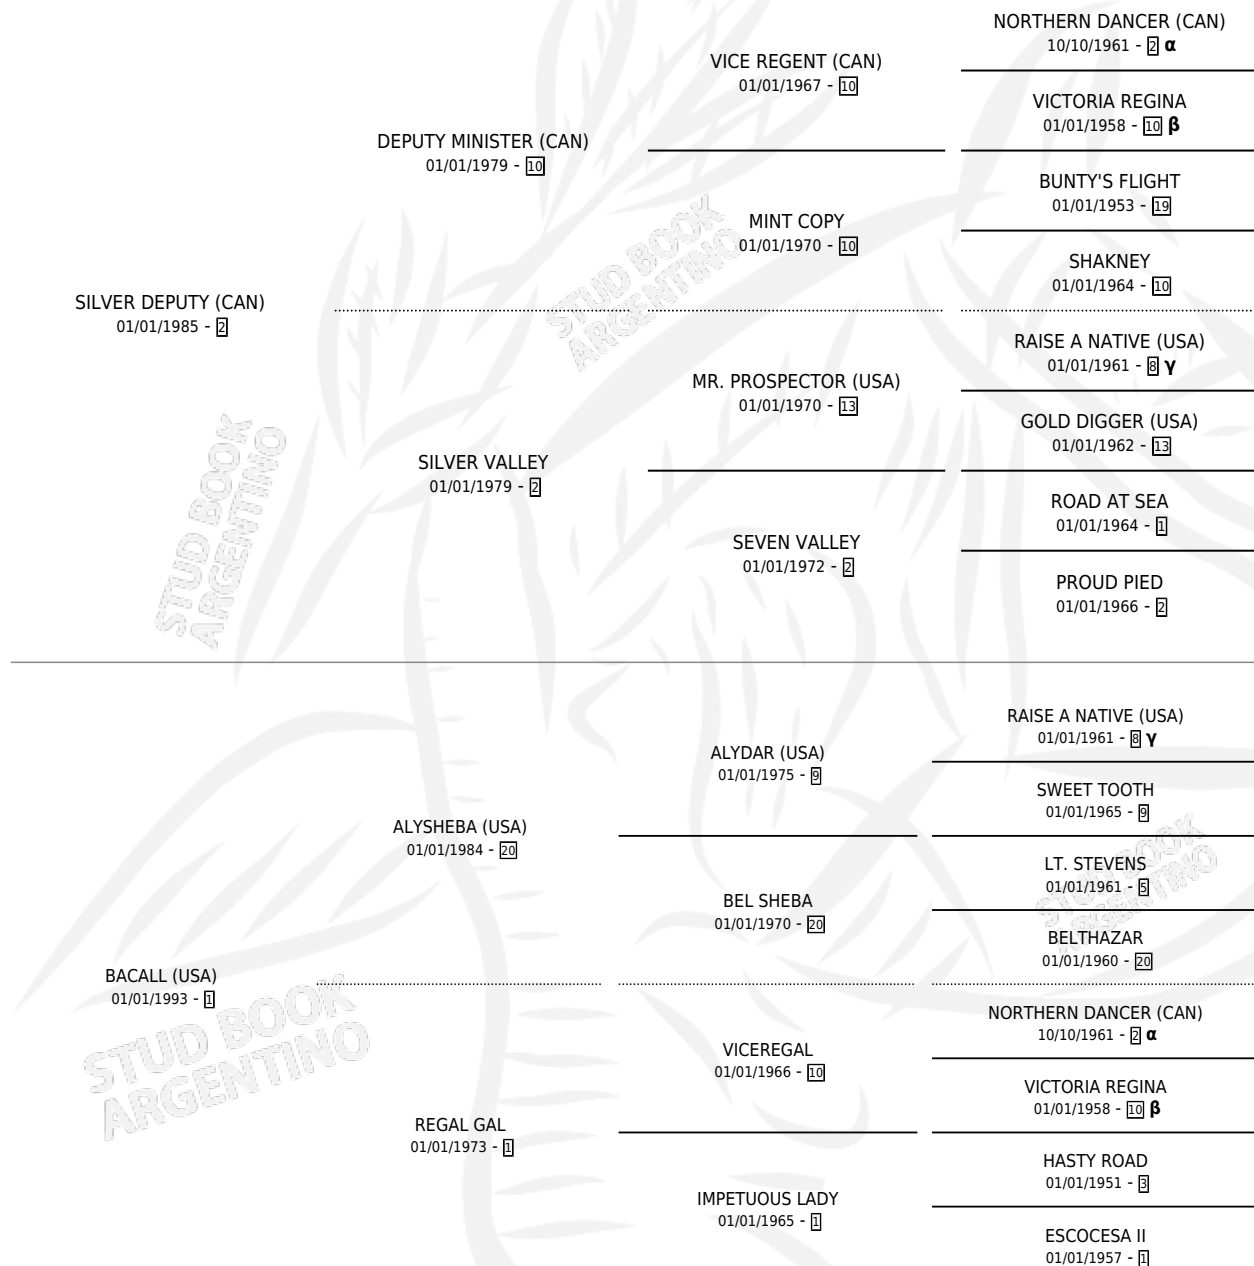 NORTHERN DANCER (CAN)
10/10/1961 - 2 α
VICE REGENT (CAN)
01/01/1967 - 10
VICTORIA REGINA
01/01/1958 - 10 β
DEPUTY MINISTER (CAN)
01/01/1979 - 10
BUNTY'S FLIGHT
01/01/1953 - 19
MINT COPY
01/01/1970 - 10
SHAKNEY
01/01/1964 - 10
STUD BOOK
ARGENTINO
SILVER DEPUTY (CAN)
01/01/1985 - 2
RAISE A NATIVE (USA)
01/01/1961 - 8 γ
MR. PROSPECTOR (USA)
01/01/1970 - 13
GOLD DIGGER (USA)
01/01/1962 - 13
SILVER VALLEY
01/01/1979 - 2
ROAD AT SEA
01/01/1964 - 1
SEVEN VALLEY
01/01/1972 - 2
PROUD PIED
01/01/1966 - 2
STUD BOOK
ARGENTINO
RAISE A NATIVE (USA)
01/01/1961 - 8 γ
ALYDAR (USA)
01/01/1975 - 9
SWEET TOOTH
01/01/1965 - 9
ALYSHEBA (USA)
01/01/1984 - 20
LT. STEVENS
01/01/1961 - 5
BEL SHEBA
01/01/1970 - 20
BELTHAZAR
01/01/1960 - 20
STUD BOOK
ARGENTINO
BACALL (USA)
01/01/1993 - 1
NORTHERN DANCER (CAN)
10/10/1961 - 2 α
VICEREGAL
01/01/1966 - 10
VICTORIA REGINA
01/01/1958 - 10 β
REGAL GAL
01/01/1973 - 1
HASTY ROAD
01/01/1951 - 3
IMPETUOUS LADY
01/01/1965 - 1
ESCOCESA II
01/01/1957 - 1
STUD BOOK
ARGENTINO